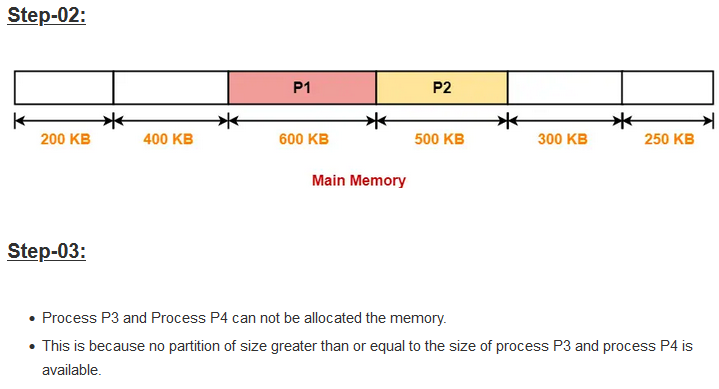 Step-02:
P1 P2
200 KB 400 KB 600 KB 500 KB 300 KB 250 KB
Main Memory
Step-03:
Process P3 and Process P4 can not be allocated the memory.
This is because no partition of size greater than or equal to the size of process P3 and process P4 is
available.